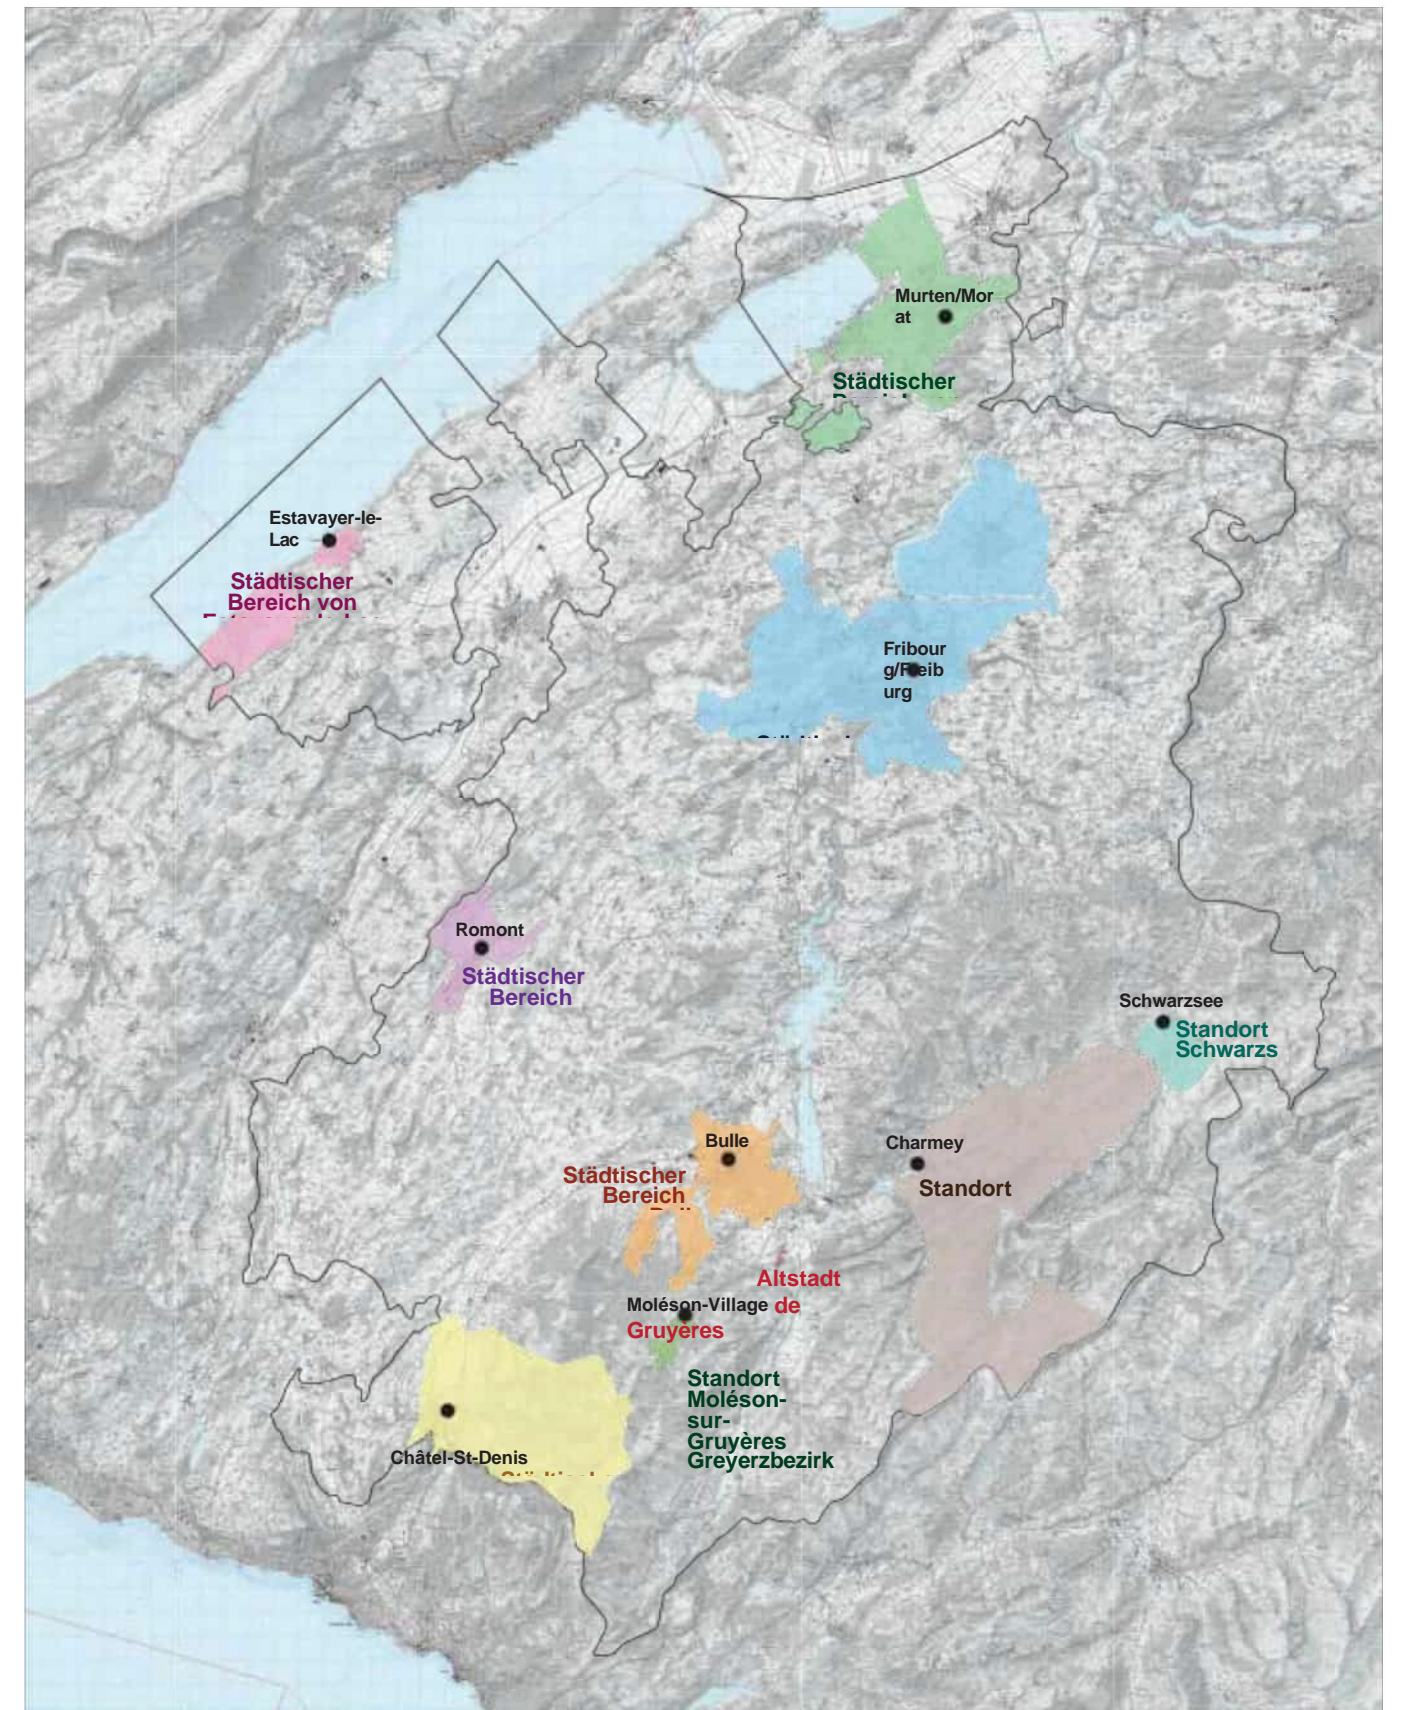 Murten/Mor
at
Städtischer
Estavayer-le-
Lac
Städtischer
Bereich von
Fribour
g/Freib
urg
Romont
Städtischer
Bereich
Schwarzsee
Standort
Schwarzs
Bulle
Städtischer
Bereich
Charmey
Standort
Altstadt
Moléson-Village de
Gruyères
Standort
Moléson-
sur-
Gruyères
Greyerzbezirk
Châtel-St-Denis